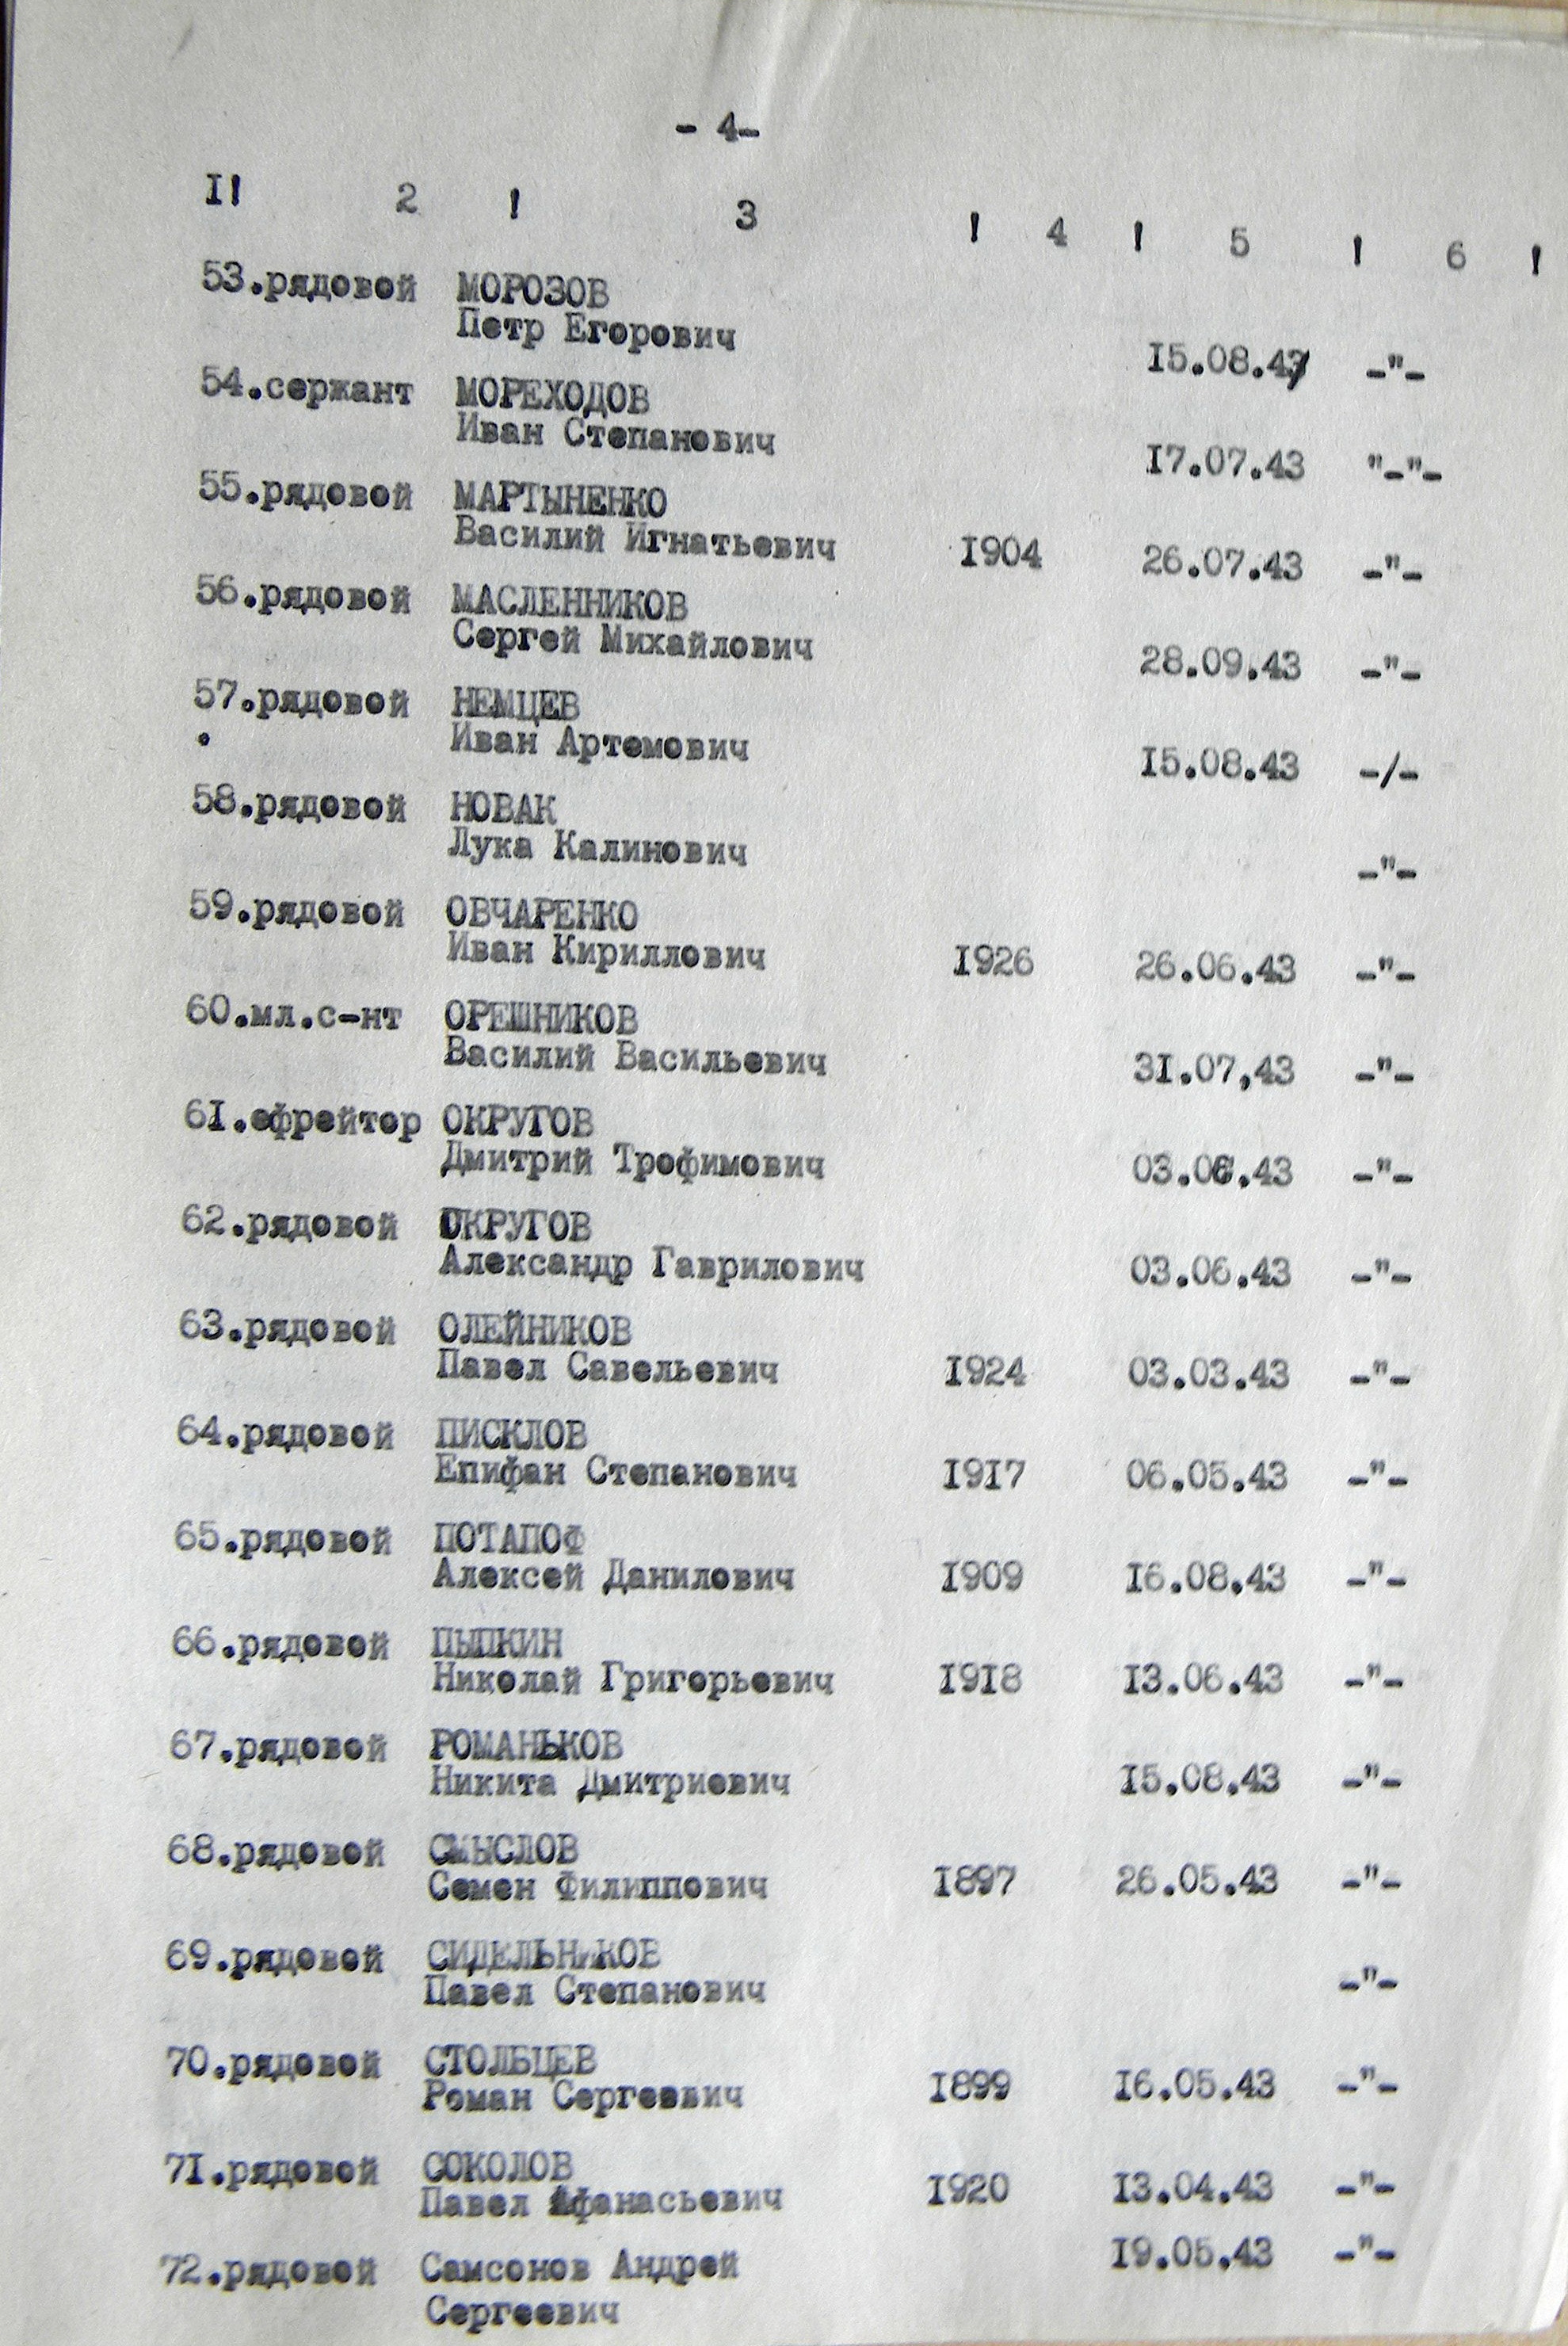 - 4-
I! 2 ! 3 ! 4 ! 5 ! 6 !
53.рядовой МОРОЗОВ
Петр Егорович 15.08.43 -"-
54.сержант МОРЕХОДОВ
Иван Степанович 17.07.43 "-"-
55.рядовой МАРТЫНЕНКО
Василий Игнатьевич 1904 26.07.43 -"-
56.рядовой МАСЛЕННИКОВ
Сергей Михайлович 28.09.43 -"-
57.рядовой НЕМЦЕВ
. Иван Артемович 15.08.43 -/-
58.рядовой НОВАК
Лука Калинович -"-
59.рядовой ОВЧАРЕНКО
Иван Кириллович 1926 26.06.43 -"-
60.мл.с-нт ОРЕШНИКОВ
Василий Васильевич 31.07,43 -"-
61.ефрейтор ОКРУГОВ
Дмитрий Трофимович 03.06.43 -"-
62.рядовой ОКРУГОВ
Александр Гаврилович 03.06.43 -"-
63.рядовой ОЛЕЙНИКОВ
Павел Савельевич 1924 03.03.43 -"-
64.рядовой ПИСКЛОВ
Епифан Степанович 1917 06.05.43 -"-
65.рядовой ПОТАПОФ
Алексей Данилович 1909 16.08.43 -"-
66.рядовой ПЫПКИН
Николай Григорьевич 1918 13.06.43 -"-
67.рядовой РОМАНЬКОВ
Никита Дмитриевич 15.08.43 -"-
68.рядовой СМЫСЛОВ
Семен Филиппович 1897 26.05.43 -"-
69.рядовой СИДЕЛЬНИКОВ
Павел Степанович -"-
70.рядовой СТОЛБЦЕВ
Роман Сергеевич 1899 16.05.43 -"-
71.рядовой СОКОЛОВ
Павел Афанасьевич 1920 13.04.43 -"-
72.рядовой Самсонов Андрей 19.05.43 -"-
Сергеевич